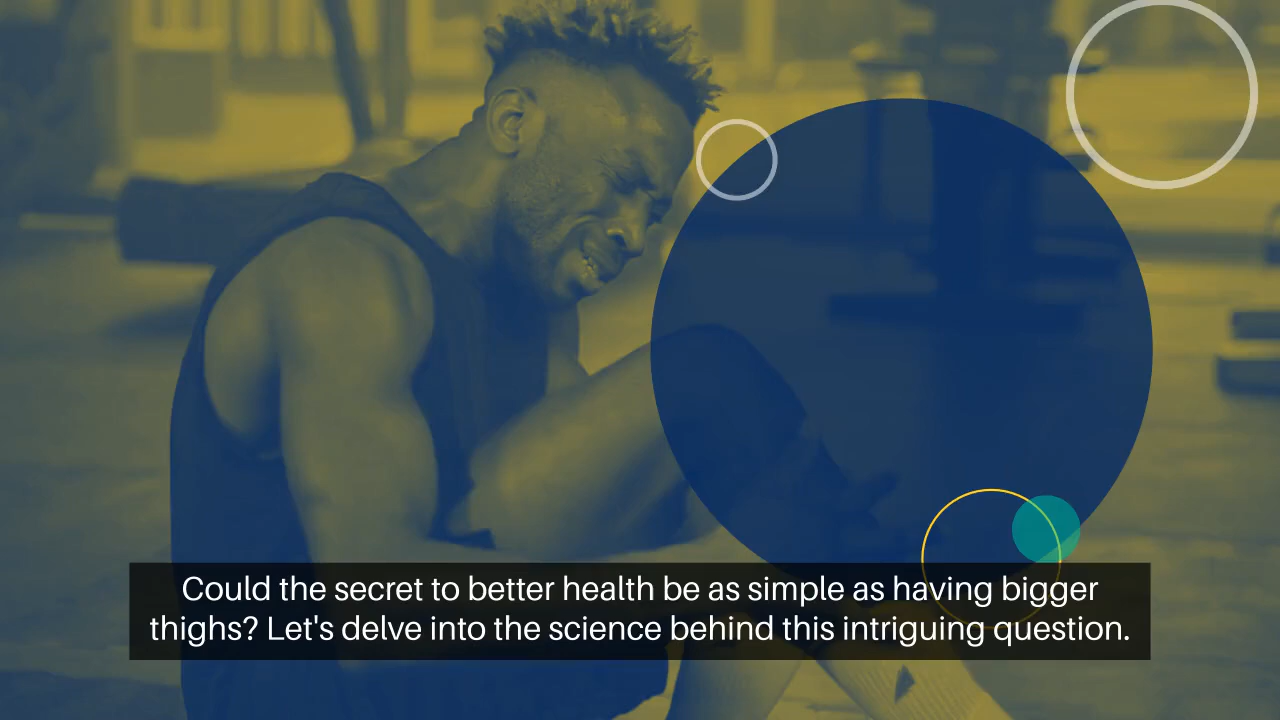 Could the secret to better health be as simple as having bigger
thighs? Let's delve into the science behind this intriguing question.